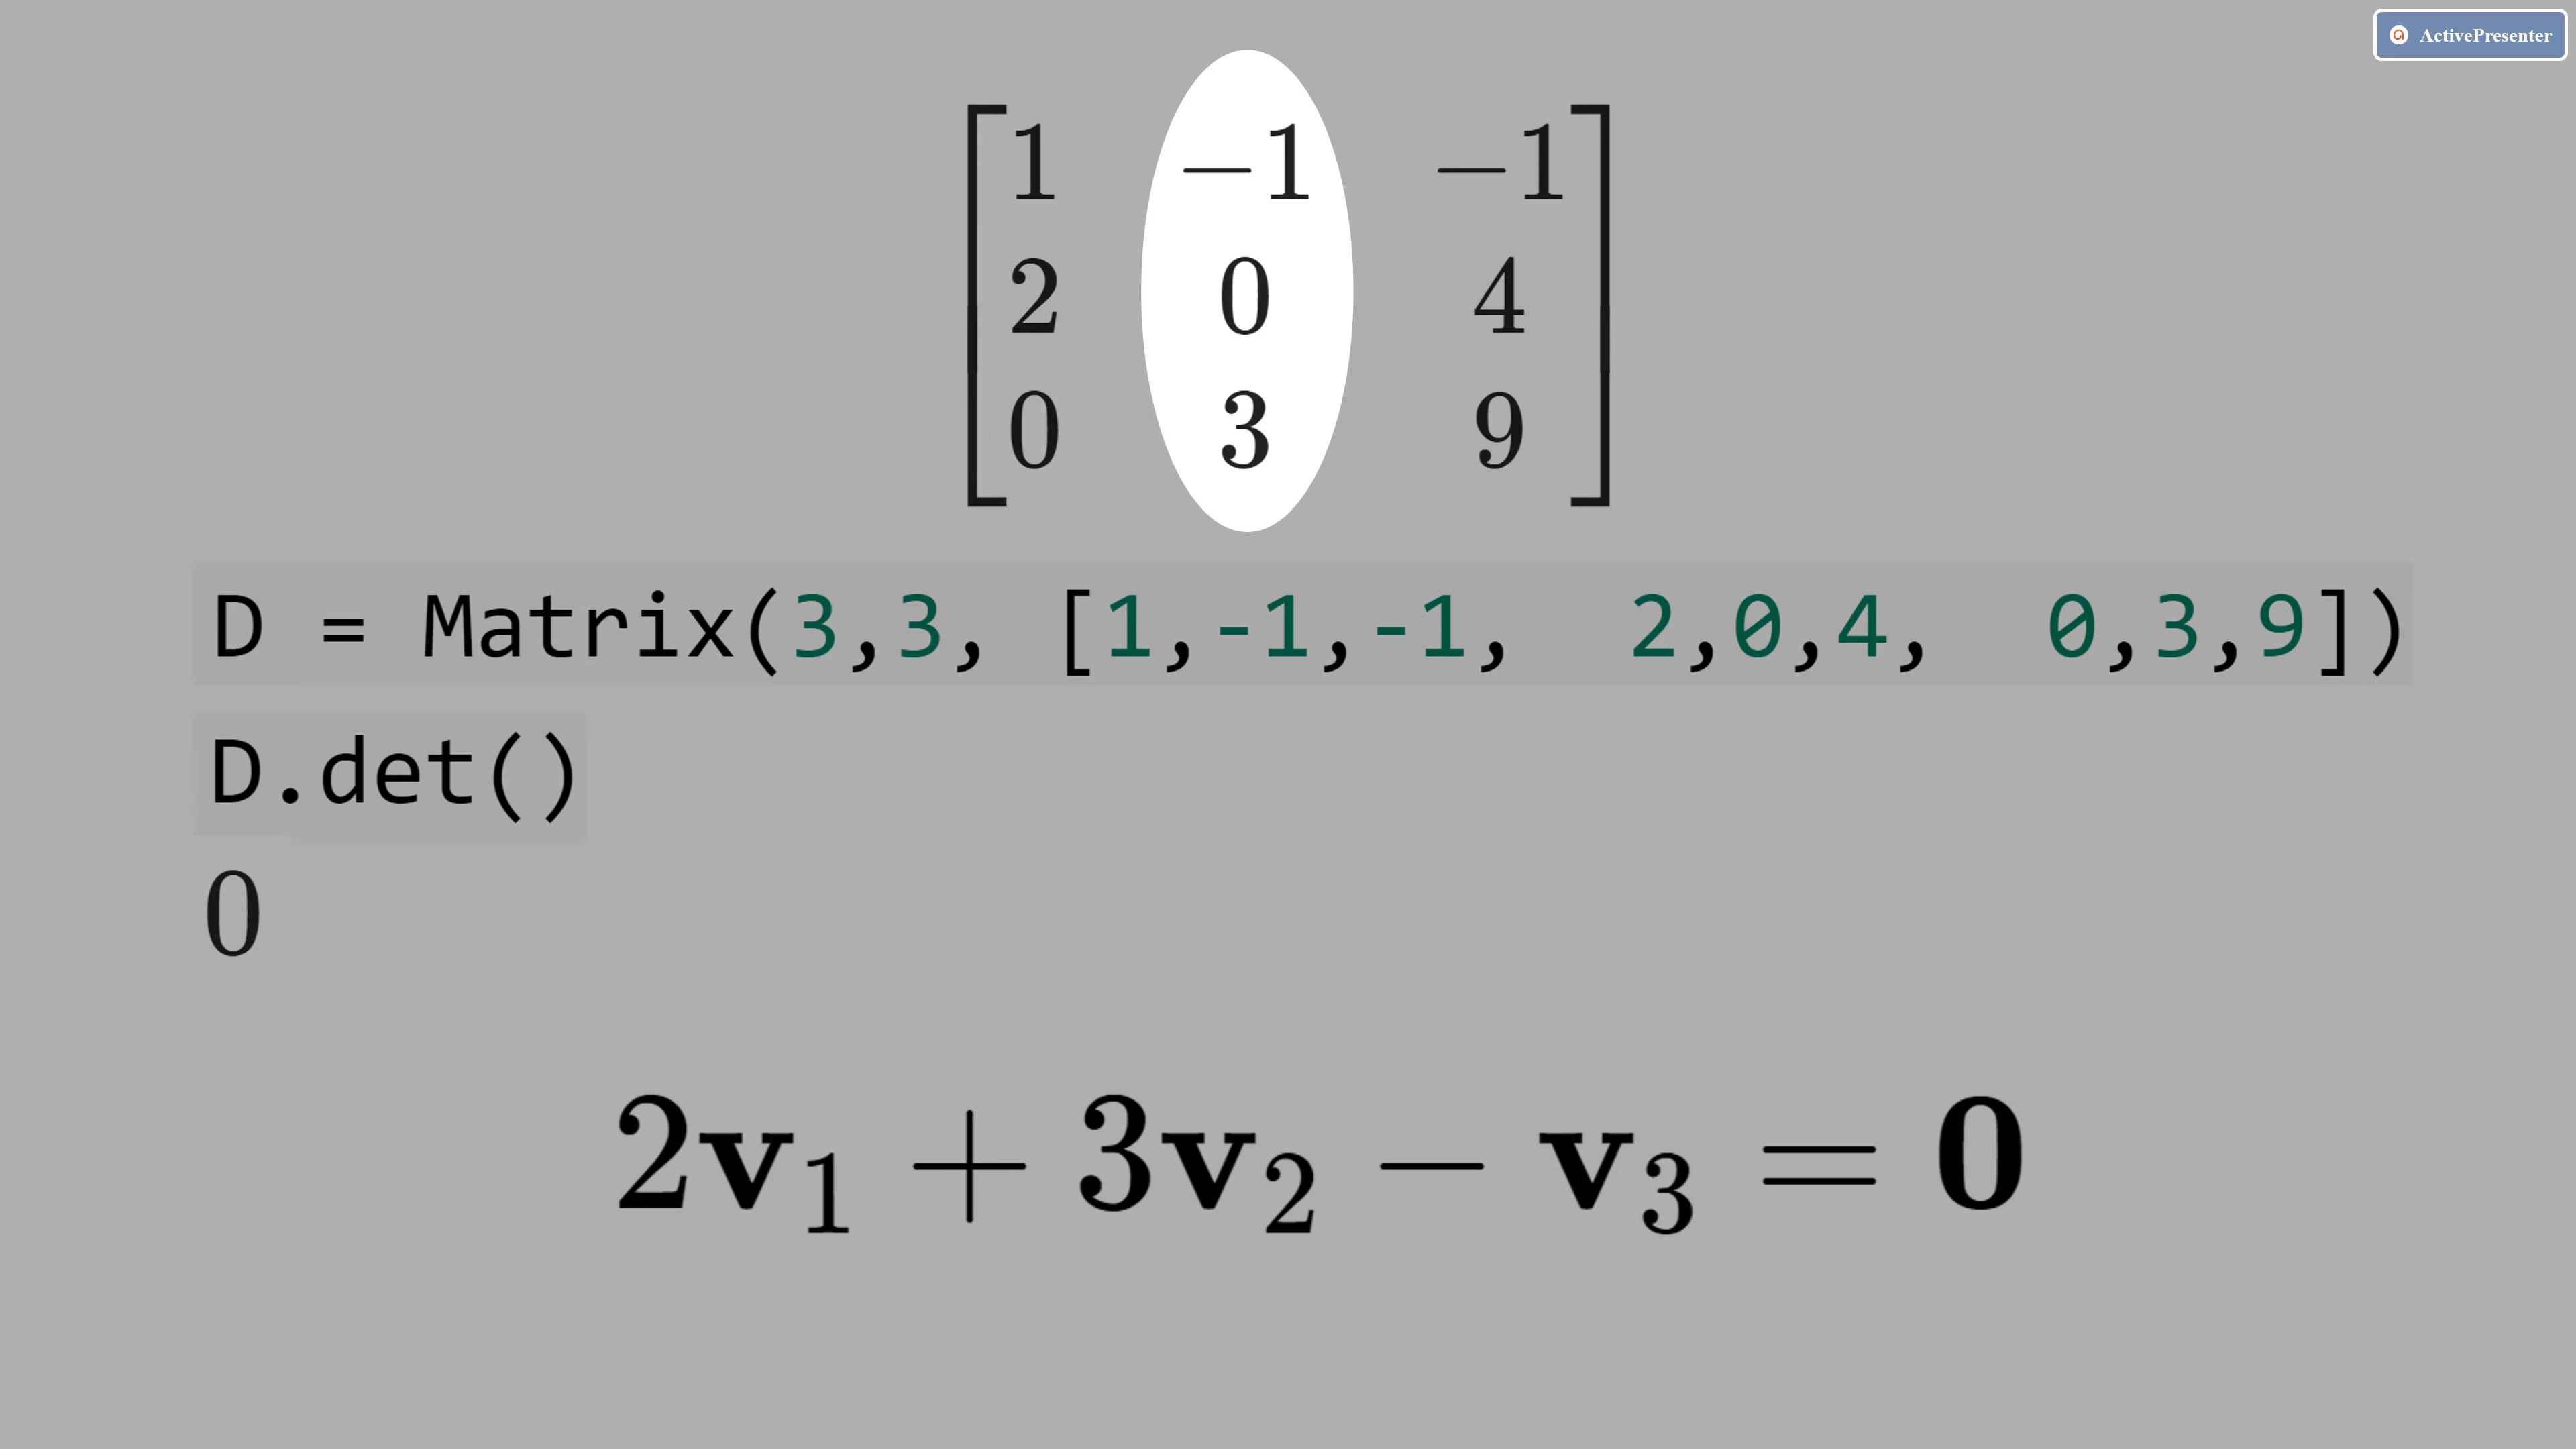 ActivePresenter
1 −1 −1
2 0 4
0 3 9
D = Matrix(3,3, [1,-1,-1, 2,0,4, 0,3,9])
D.det()
0
2v₁ + 3v₂ − v₃ = 0